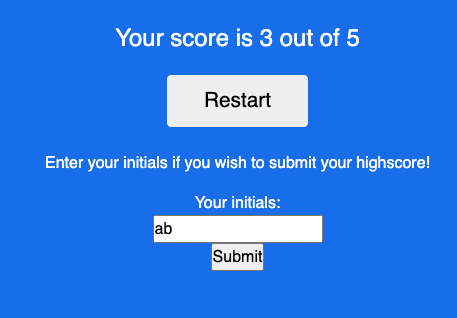 Your score is 3 out of 5
Restart
Enter your initials if you wish to submit your highscore!
Your initials:
ab
Submit